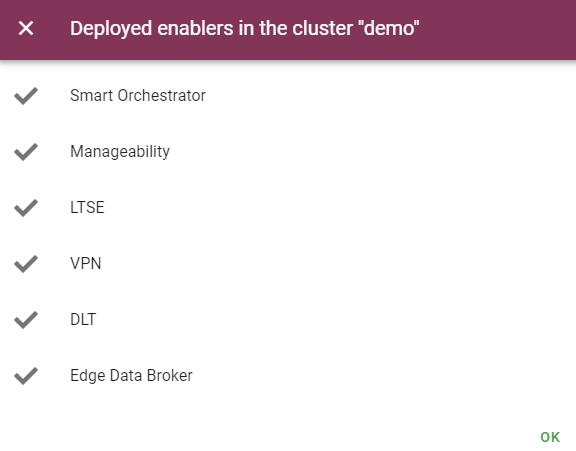 Deployed enablers in the cluster "demo"
Smart Orchestrator
Manageability
LTSE
VPN
DLT
Edge Data Broker
OK